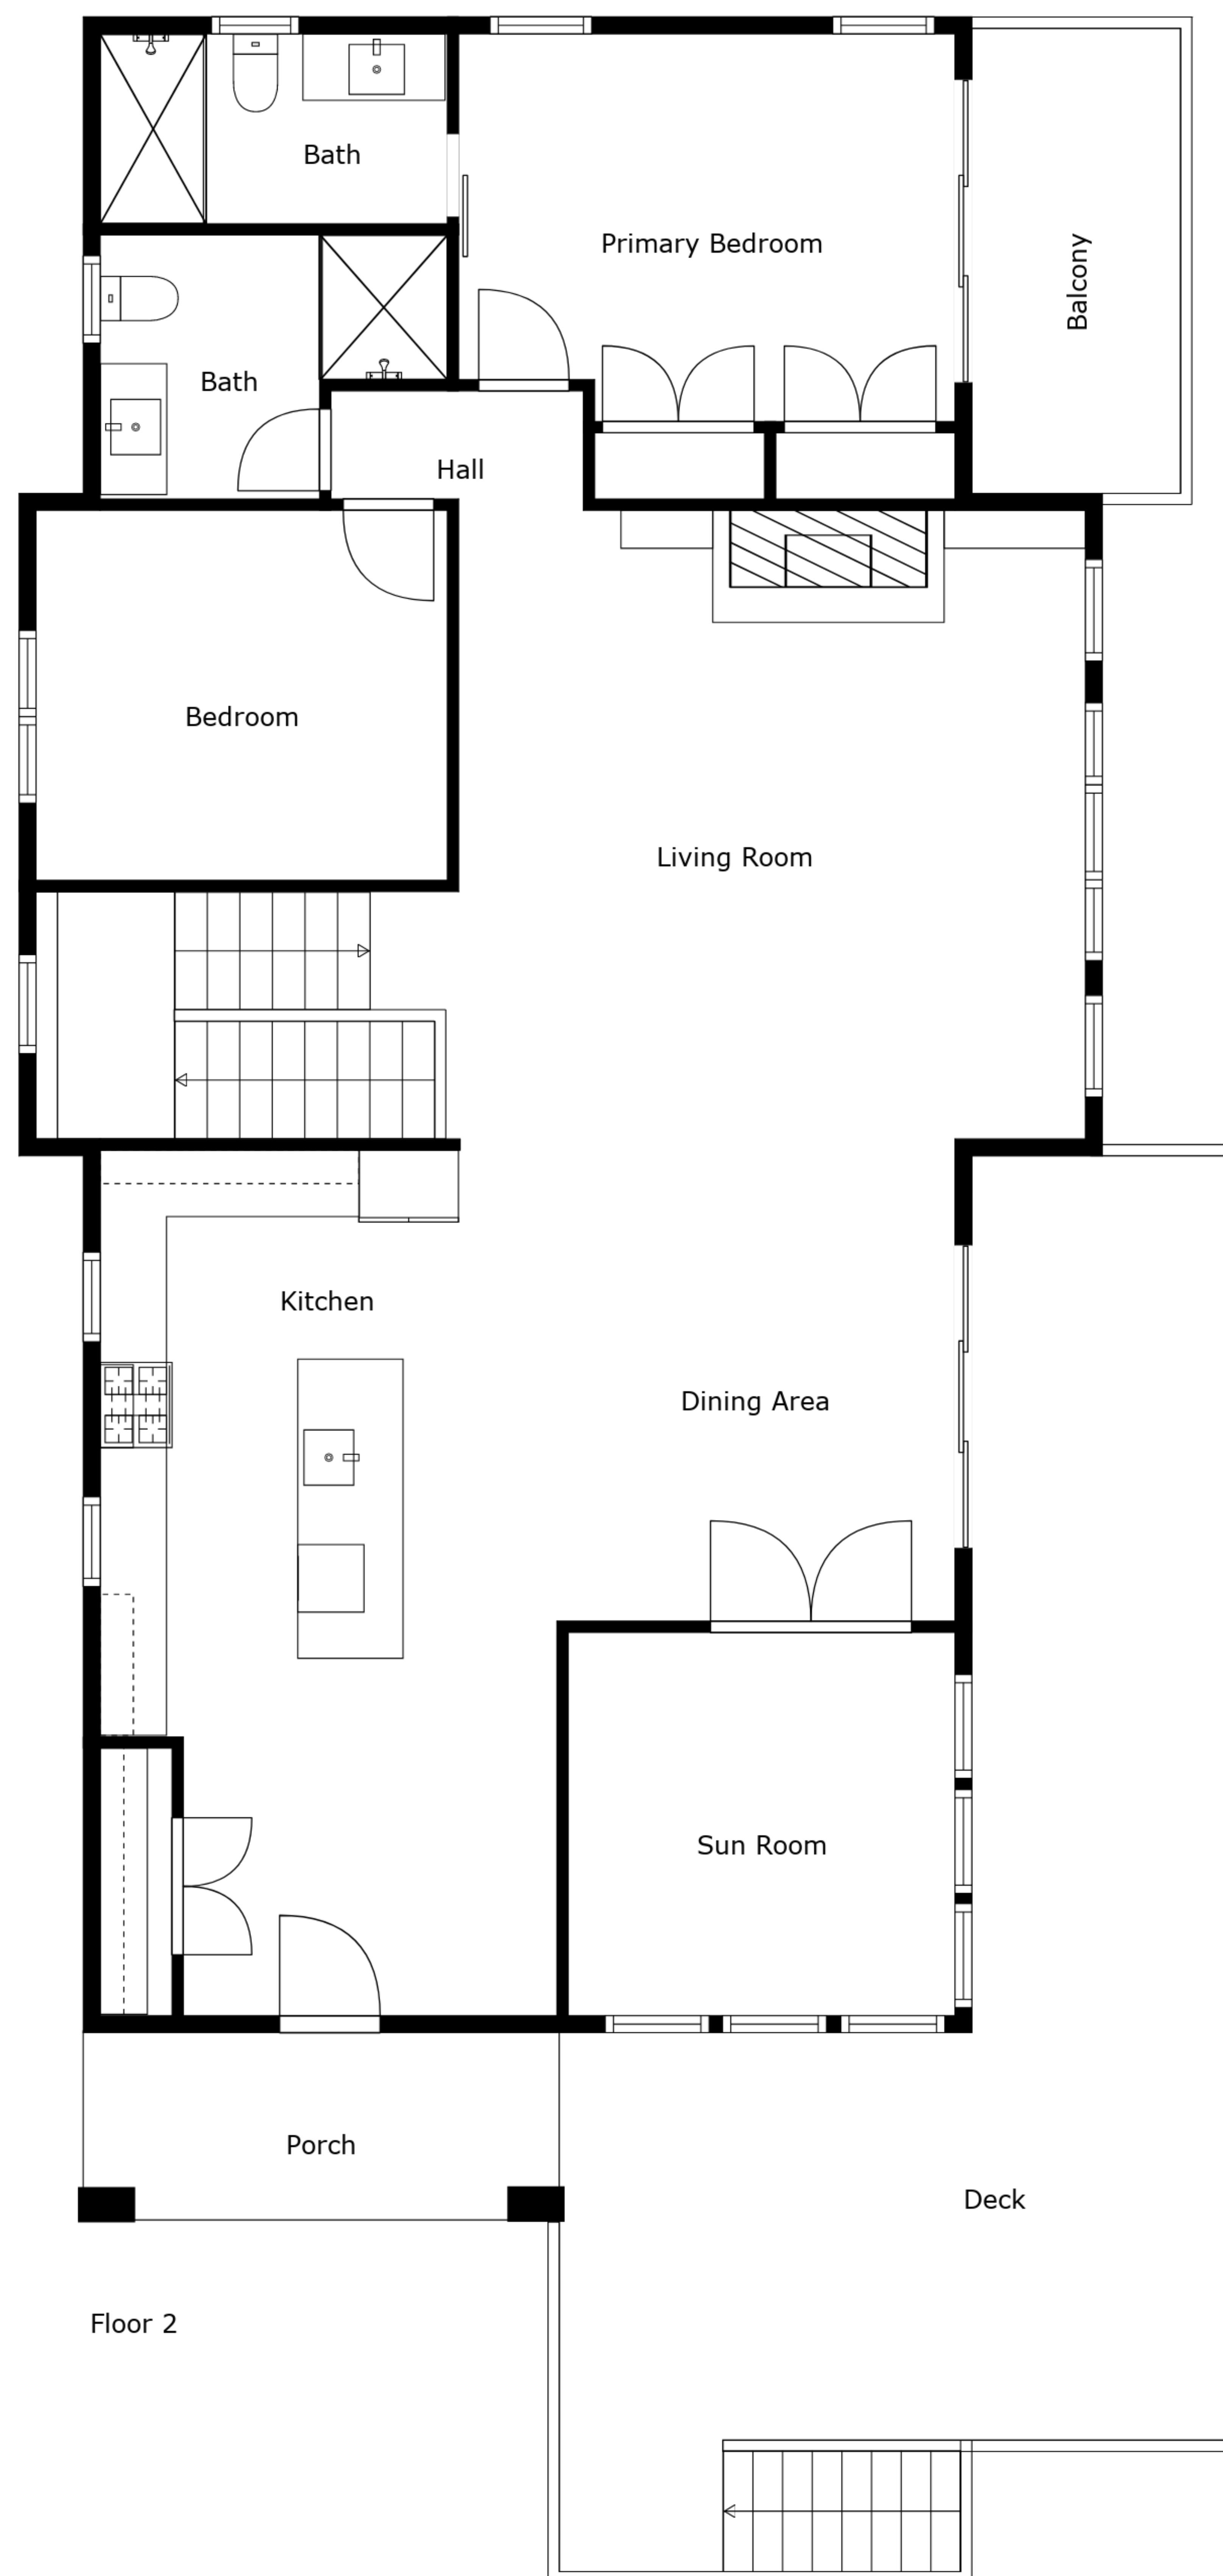 Bath
Primary Bedroom
Balcony
Bath
Hall
Bedroom
Living Room
Kitchen
Dining Area
Sun Room
Porch
Deck
Floor 2